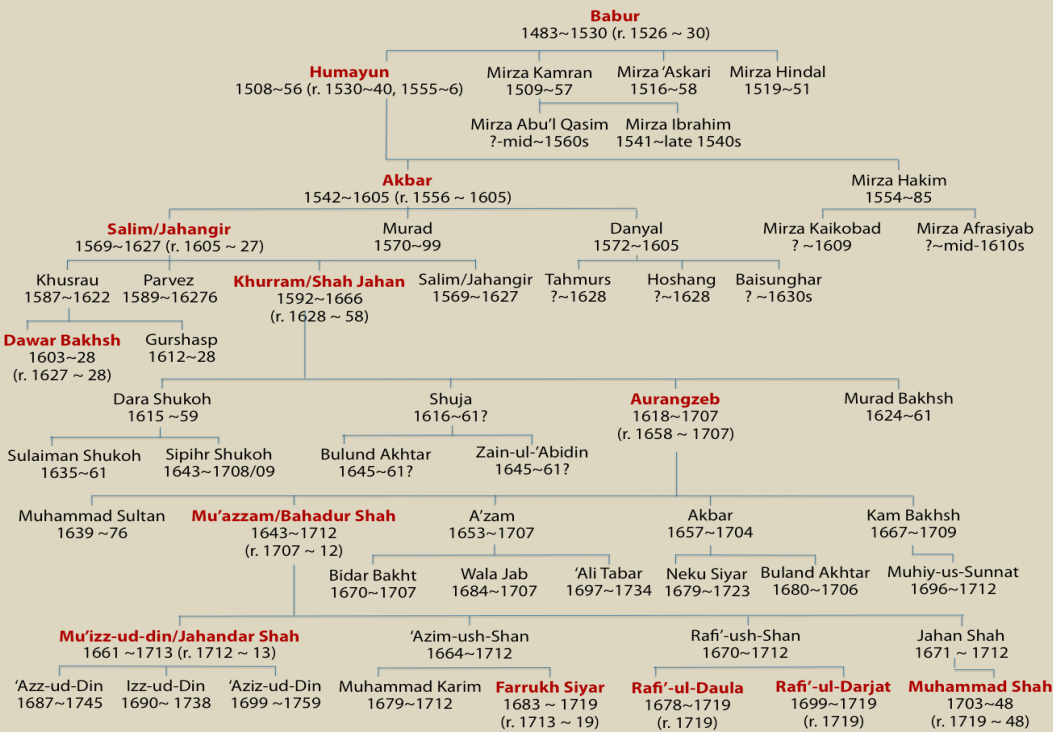 Babur
1483~1530 (r. 1526 ~ 30)
Humayun
1508~56 (r. 1530~40, 1555~6)
Mirza Kamran
1509~57
Mirza ‘Askari
1516~58
Mirza Hindal
1519~51
Mirza Abu’l Qasim
?-mid~1560s
Mirza Ibrahim
1541~late 1540s
Akbar
1542~1605 (r. 1556 ~ 1605)
Mirza Hakim
1554~85
Salim/Jahangir
1569~1627 (r. 1605 ~ 27)
Murad
1570~99
Danyal
1572~1605
Mirza Kaikobad
? ~1609
Mirza Afrasiyab
?~mid-1610s
Khusrau
1587~1622
Parvez
1589~16276
Khurram/Shah Jahan
1592~1666
(r. 1628 ~ 58)
Salim/Jahangir
1569~1627
Tahmurs
?~1628
Hoshang
?~1628
Baisunghar
? ~1630s
Dawar Bakhsh
1603~28
(r. 1627 ~ 28)
Gurshasp
1612~28
Dara Shukoh
1615 ~59
Shuja
1616~61?
Aurangzeb
1618~1707
(r. 1658 ~ 1707)
Murad Bakhsh
1624~61
Sulaiman Shukoh
1635~61
Sipihr Shukoh
1643~1708/09
Bulund Akhtar
1645~61?
Zain-ul-‘Abidin
1645~61?
Muhammad Sultan
1639 ~76
Mu’azzam/Bahadur Shah
1643~1712
(r. 1707 ~ 12)
A’zam
1653~1707
Akbar
1657~1704
Kam Bakhsh
1667~1709
Bidar Bakht
1670~1707
Wala Jab
1684~1707
‘Ali Tabar
1697~1734
Neku Siyar
1679~1723
Buland Akhtar
1680~1706
Muhiy-us-Sunnat
1696~1712
Mu’izz-ud-din/Jahandar Shah
1661 ~1713 (r. 1712 ~ 13)
‘Azim-ush-Shan
1664~1712
Rafi’-ush-Shan
1670~1712
Jahan Shah
1671 ~ 1712
‘Azz-ud-Din
1687~1745
Izz-ud-Din
1690~ 1738
‘Aziz-ud-Din
1699 ~1759
Muhammad Karim
1679~1712
Farrukh Siyar
1683 ~ 1719
(r. 1713 ~ 19)
Rafi’-ul-Daula
1678~1719
(r. 1719)
Rafi’-ul-Darjat
1699~1719
(r. 1719)
Muhammad Shah
1703~48
(r. 1719 ~ 48)